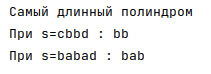 Самый длинный полиндром
При s=cbbd : bb
При s=babad : bab